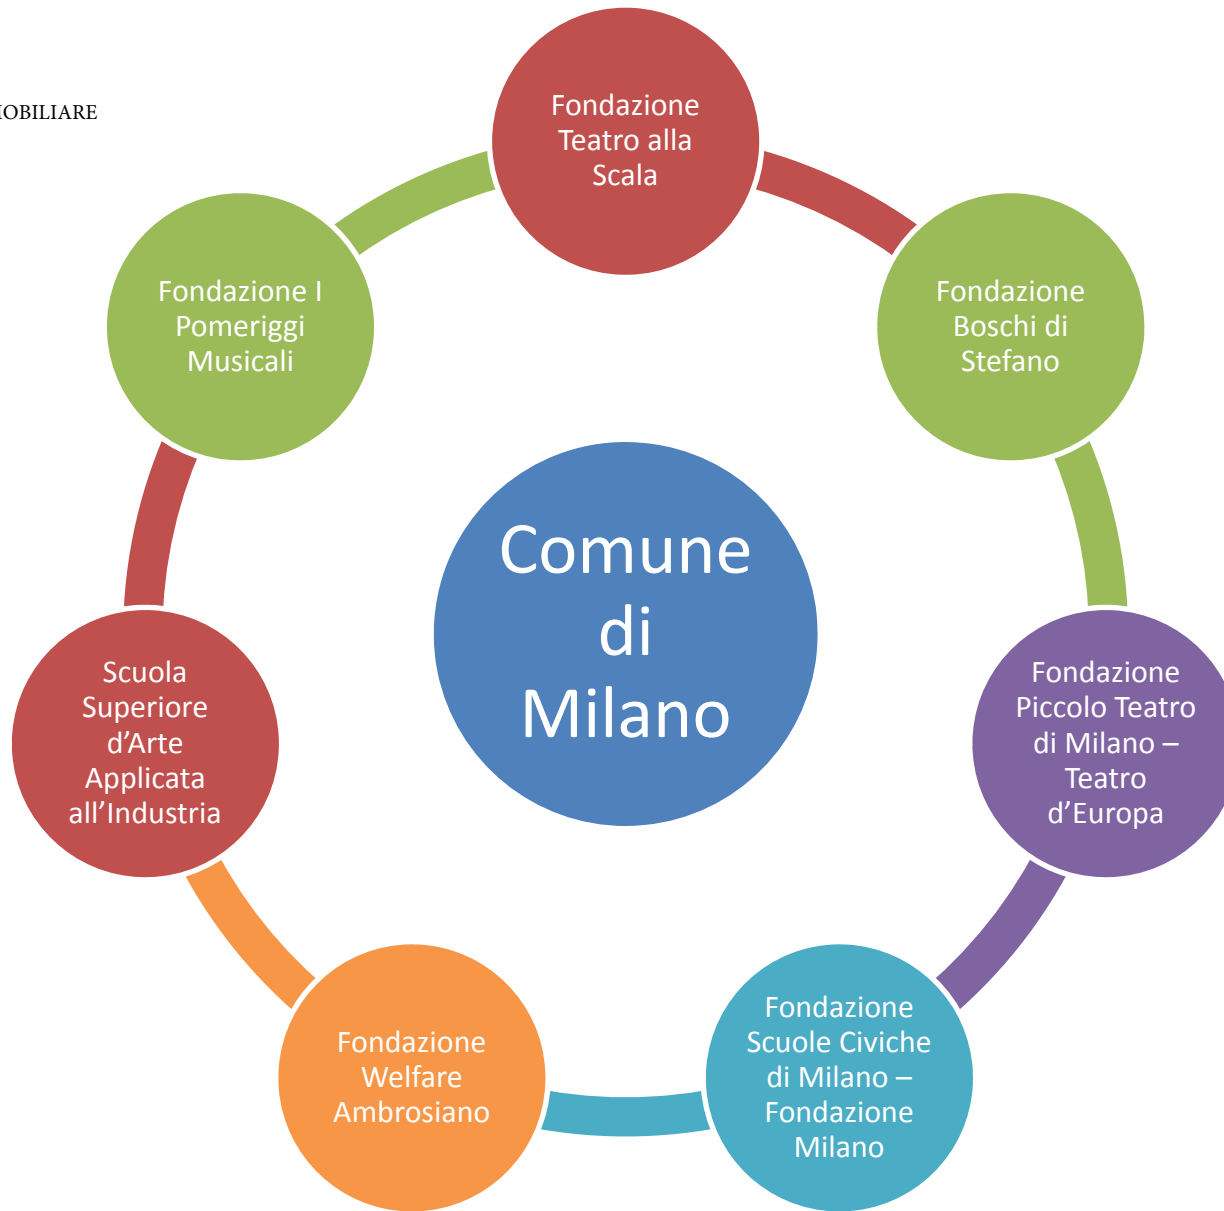 MOBILIARE
Fondazione
Teatro alla
Scala
Fondazione
Boschi di
Stefano
Fondazione
Piccolo Teatro
di Milano –
Teatro
d’Europa
Fondazione
Scuole Civiche
di Milano –
Fondazione
Milano
Fondazione
Welfare
Ambrosiano
Scuola
Superiore
d’Arte
Applicata
all’Industria
Fondazione I
Pomeriggi
Musicali
Comune
di
Milano